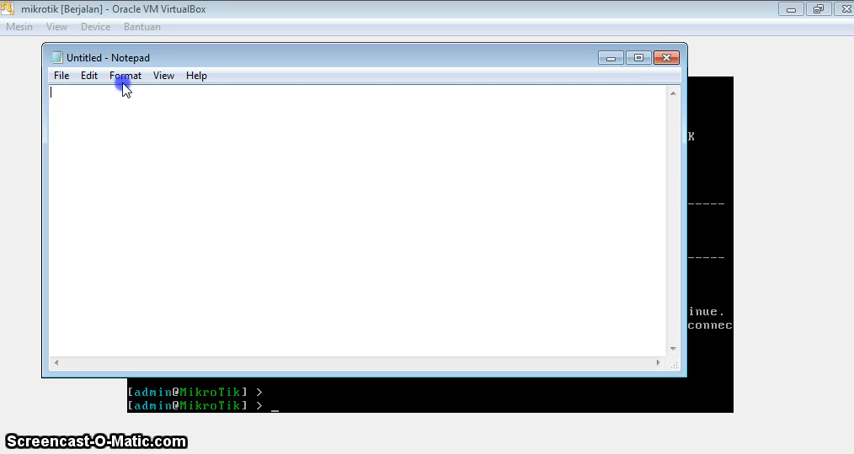 mikrotik [Berjalan] - Oracle VM VirtualBox
Mesin View Device Bantuan
Untitled - Notepad
File Edit Format View Help
K
-----
-----
inue.
connec
[admin@MikroTik] >
[admin@MikroTik] > _
Screencast-O-Matic.com